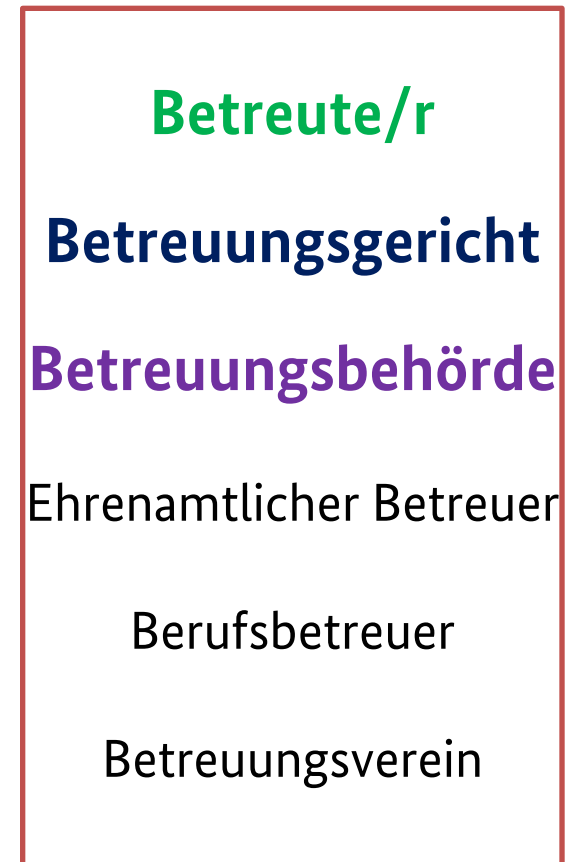 Betreute/r
Betreuungsgericht
Betreuungsbehörde
Ehrenamtlicher Betreuer
Berufsbetreuer
Betreuungsverein